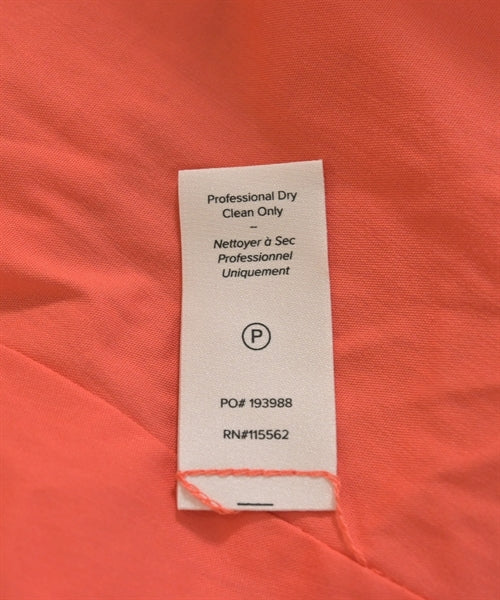 Professional Dry
Clean Only
–
Nettoyer à Sec
Professionnel
Uniquement
P
PO# 193988
RN#115562